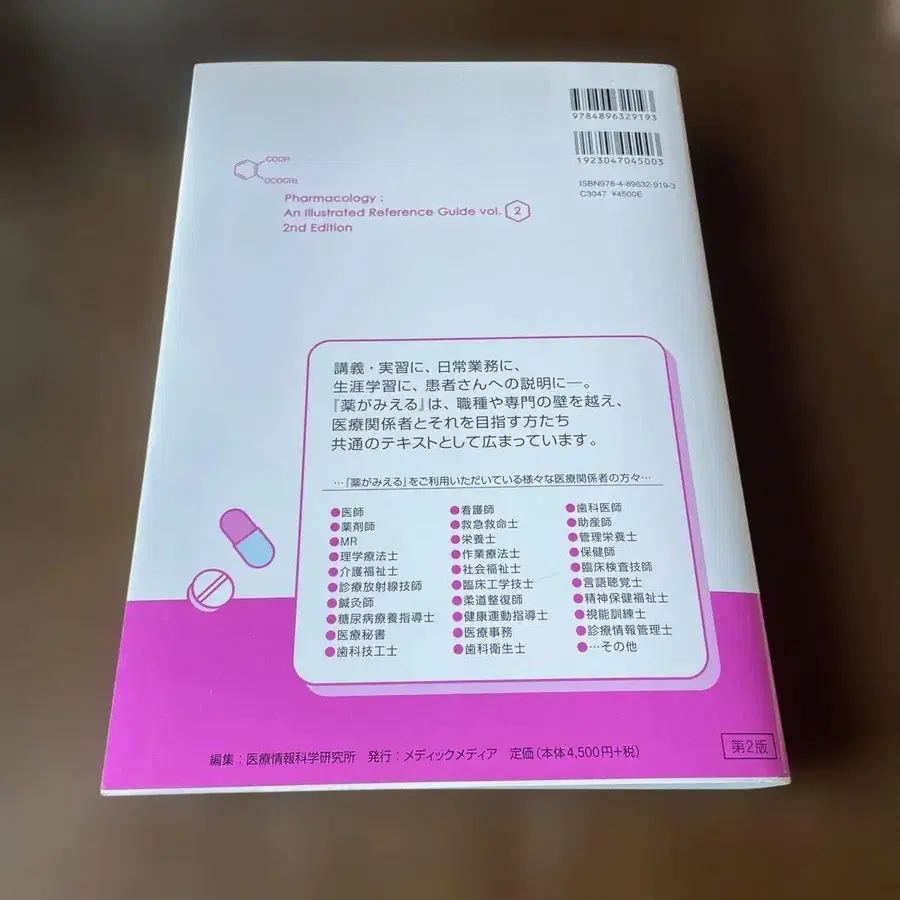 9784896329193
1923047045003
ISBN978-4-89632-919-3
C3047 ¥4500E
COOH
OCOCH₃
Pharmacology :
An Illustrated Reference Guide vol. 2
2nd Edition
講義・実習に、日常業務に、
生涯学習に、患者さんへの説明に―。
『薬がみえる』は、職種や専門の壁を越え、
医療関係者とそれを目指す方たち
共通のテキストとして広まっています。
…『薬がみえる』をご利用いただいている様々な医療関係者の方々…
●医師 ●看護師 ●歯科医師
●薬剤師 ●救急救命士 ●助産師
●MR ●栄養士 ●管理栄養士
●理学療法士 ●作業療法士 ●保健師
●介護福祉士 ●社会福祉士 ●臨床検査技師
●診療放射線技師 ●臨床工学技士 ●言語聴覚士
●鍼灸師 ●柔道整復師 ●精神保健福祉士
●糖尿病療養指導士 ●健康運動指導士 ●視能訓練士
●医療秘書 ●医療事務 ●診療情報管理士
●歯科技工士 ●歯科衛生士 ●…その他
編集：医療情報科学研究所 発行：メディックメディア 定価（本体4,500円+税）
第2版